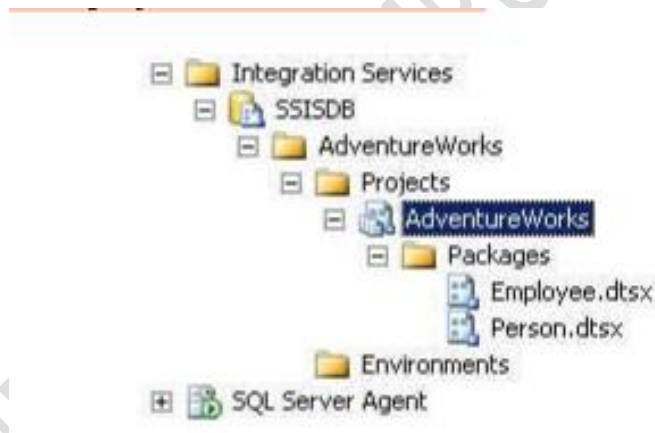 Integration Services
SSISDB
AdventureWorks
Projects
AdventureWorks
Packages
Employee.dtsx
Person.dtsx
Environments
SQL Server Agent